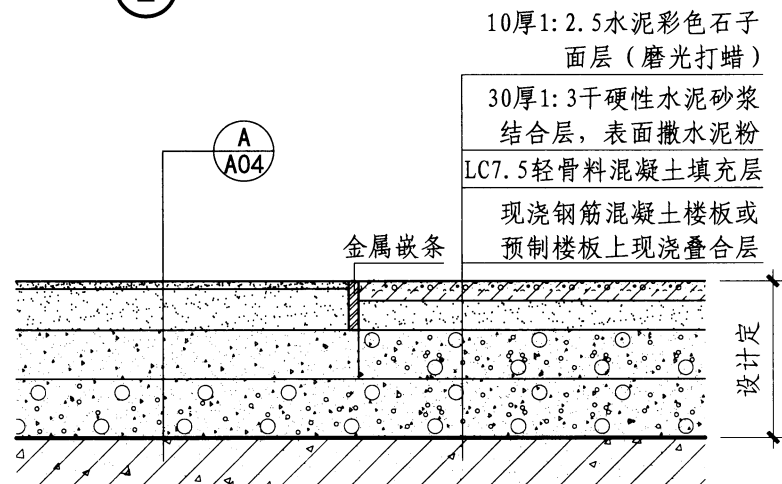 10厚1:2.5水泥彩色石子
面层（磨光打蜡）
30厚1:3干硬性水泥砂浆
结合层，表面撒水泥粉
LC7.5轻骨料混凝土填充层
现浇钢筋混凝土楼板或
预制楼板上现浇叠合层
A
A04
金属嵌条
设计定